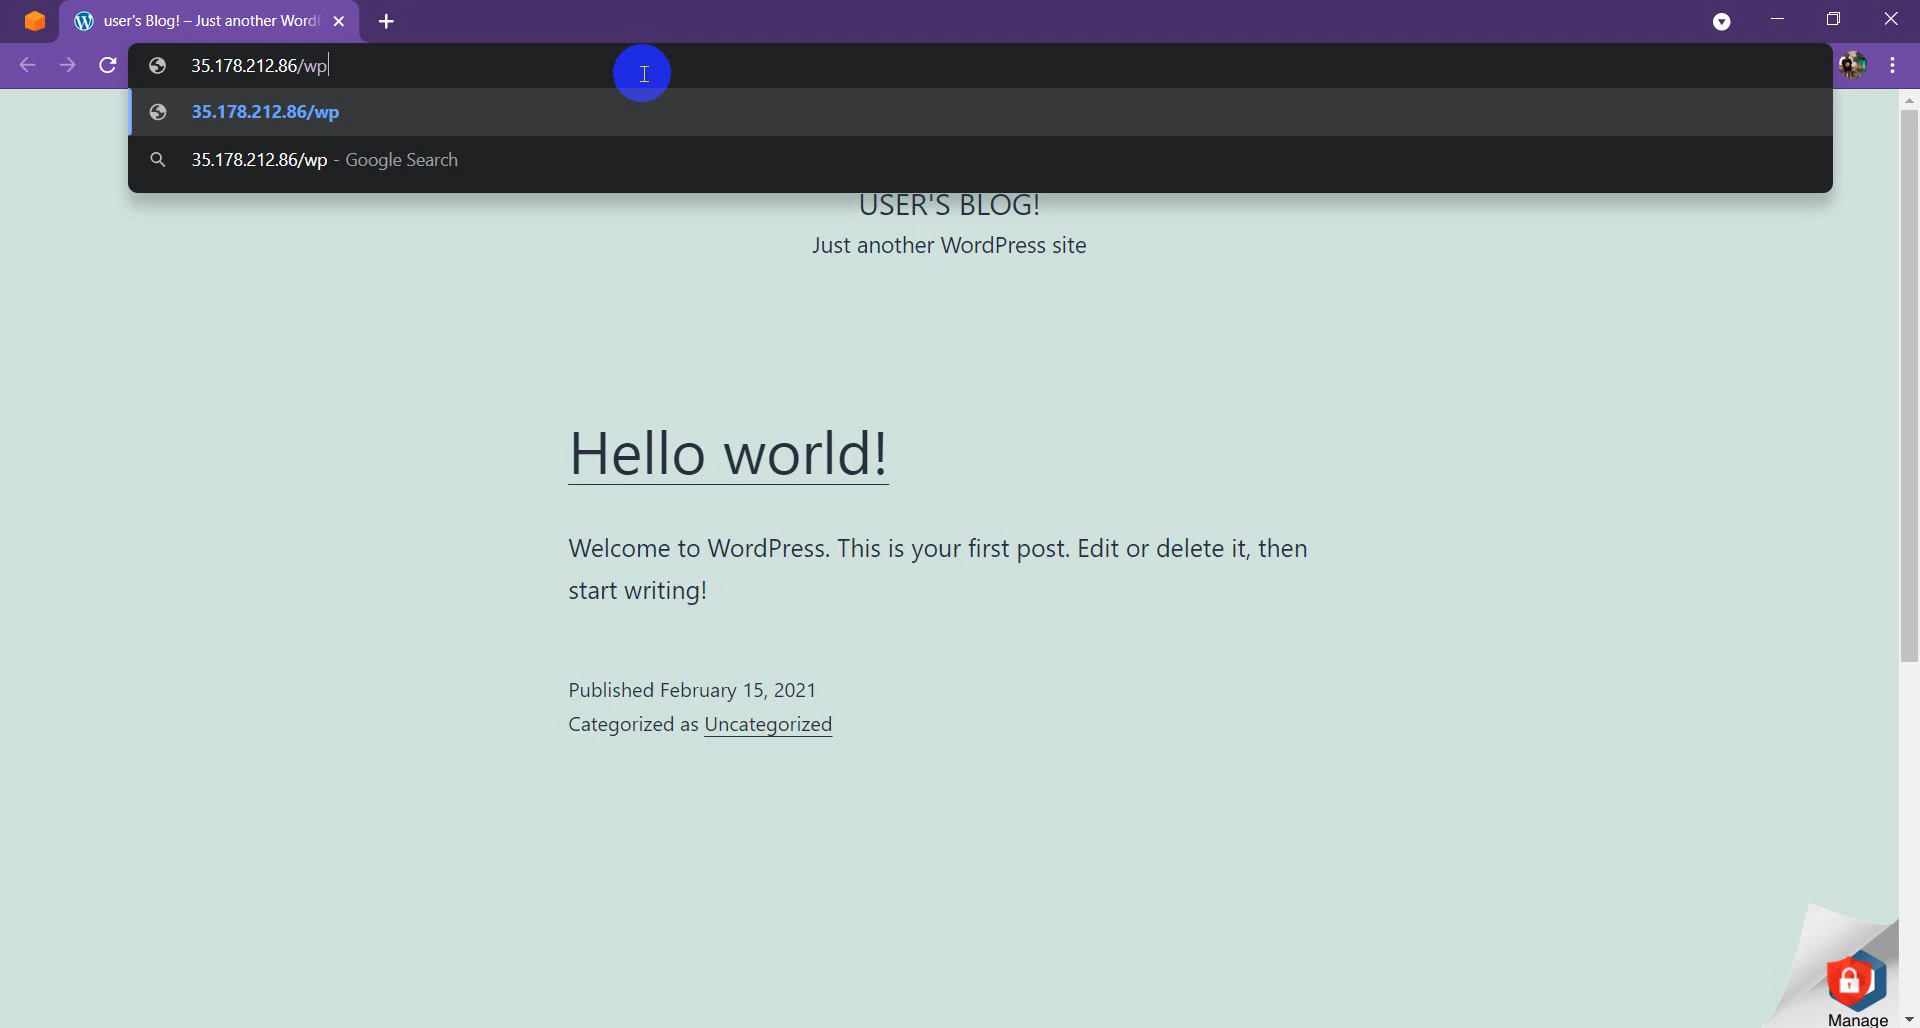 user's Blog! – Just another WordP
35.178.212.86/wp
35.178.212.86/wp
35.178.212.86/wp - Google Search
USER'S BLOG!
Just another WordPress site
Hello world!
Welcome to WordPress. This is your first post. Edit or delete it, then
start writing!
Published February 15, 2021
Categorized as Uncategorized
Manage